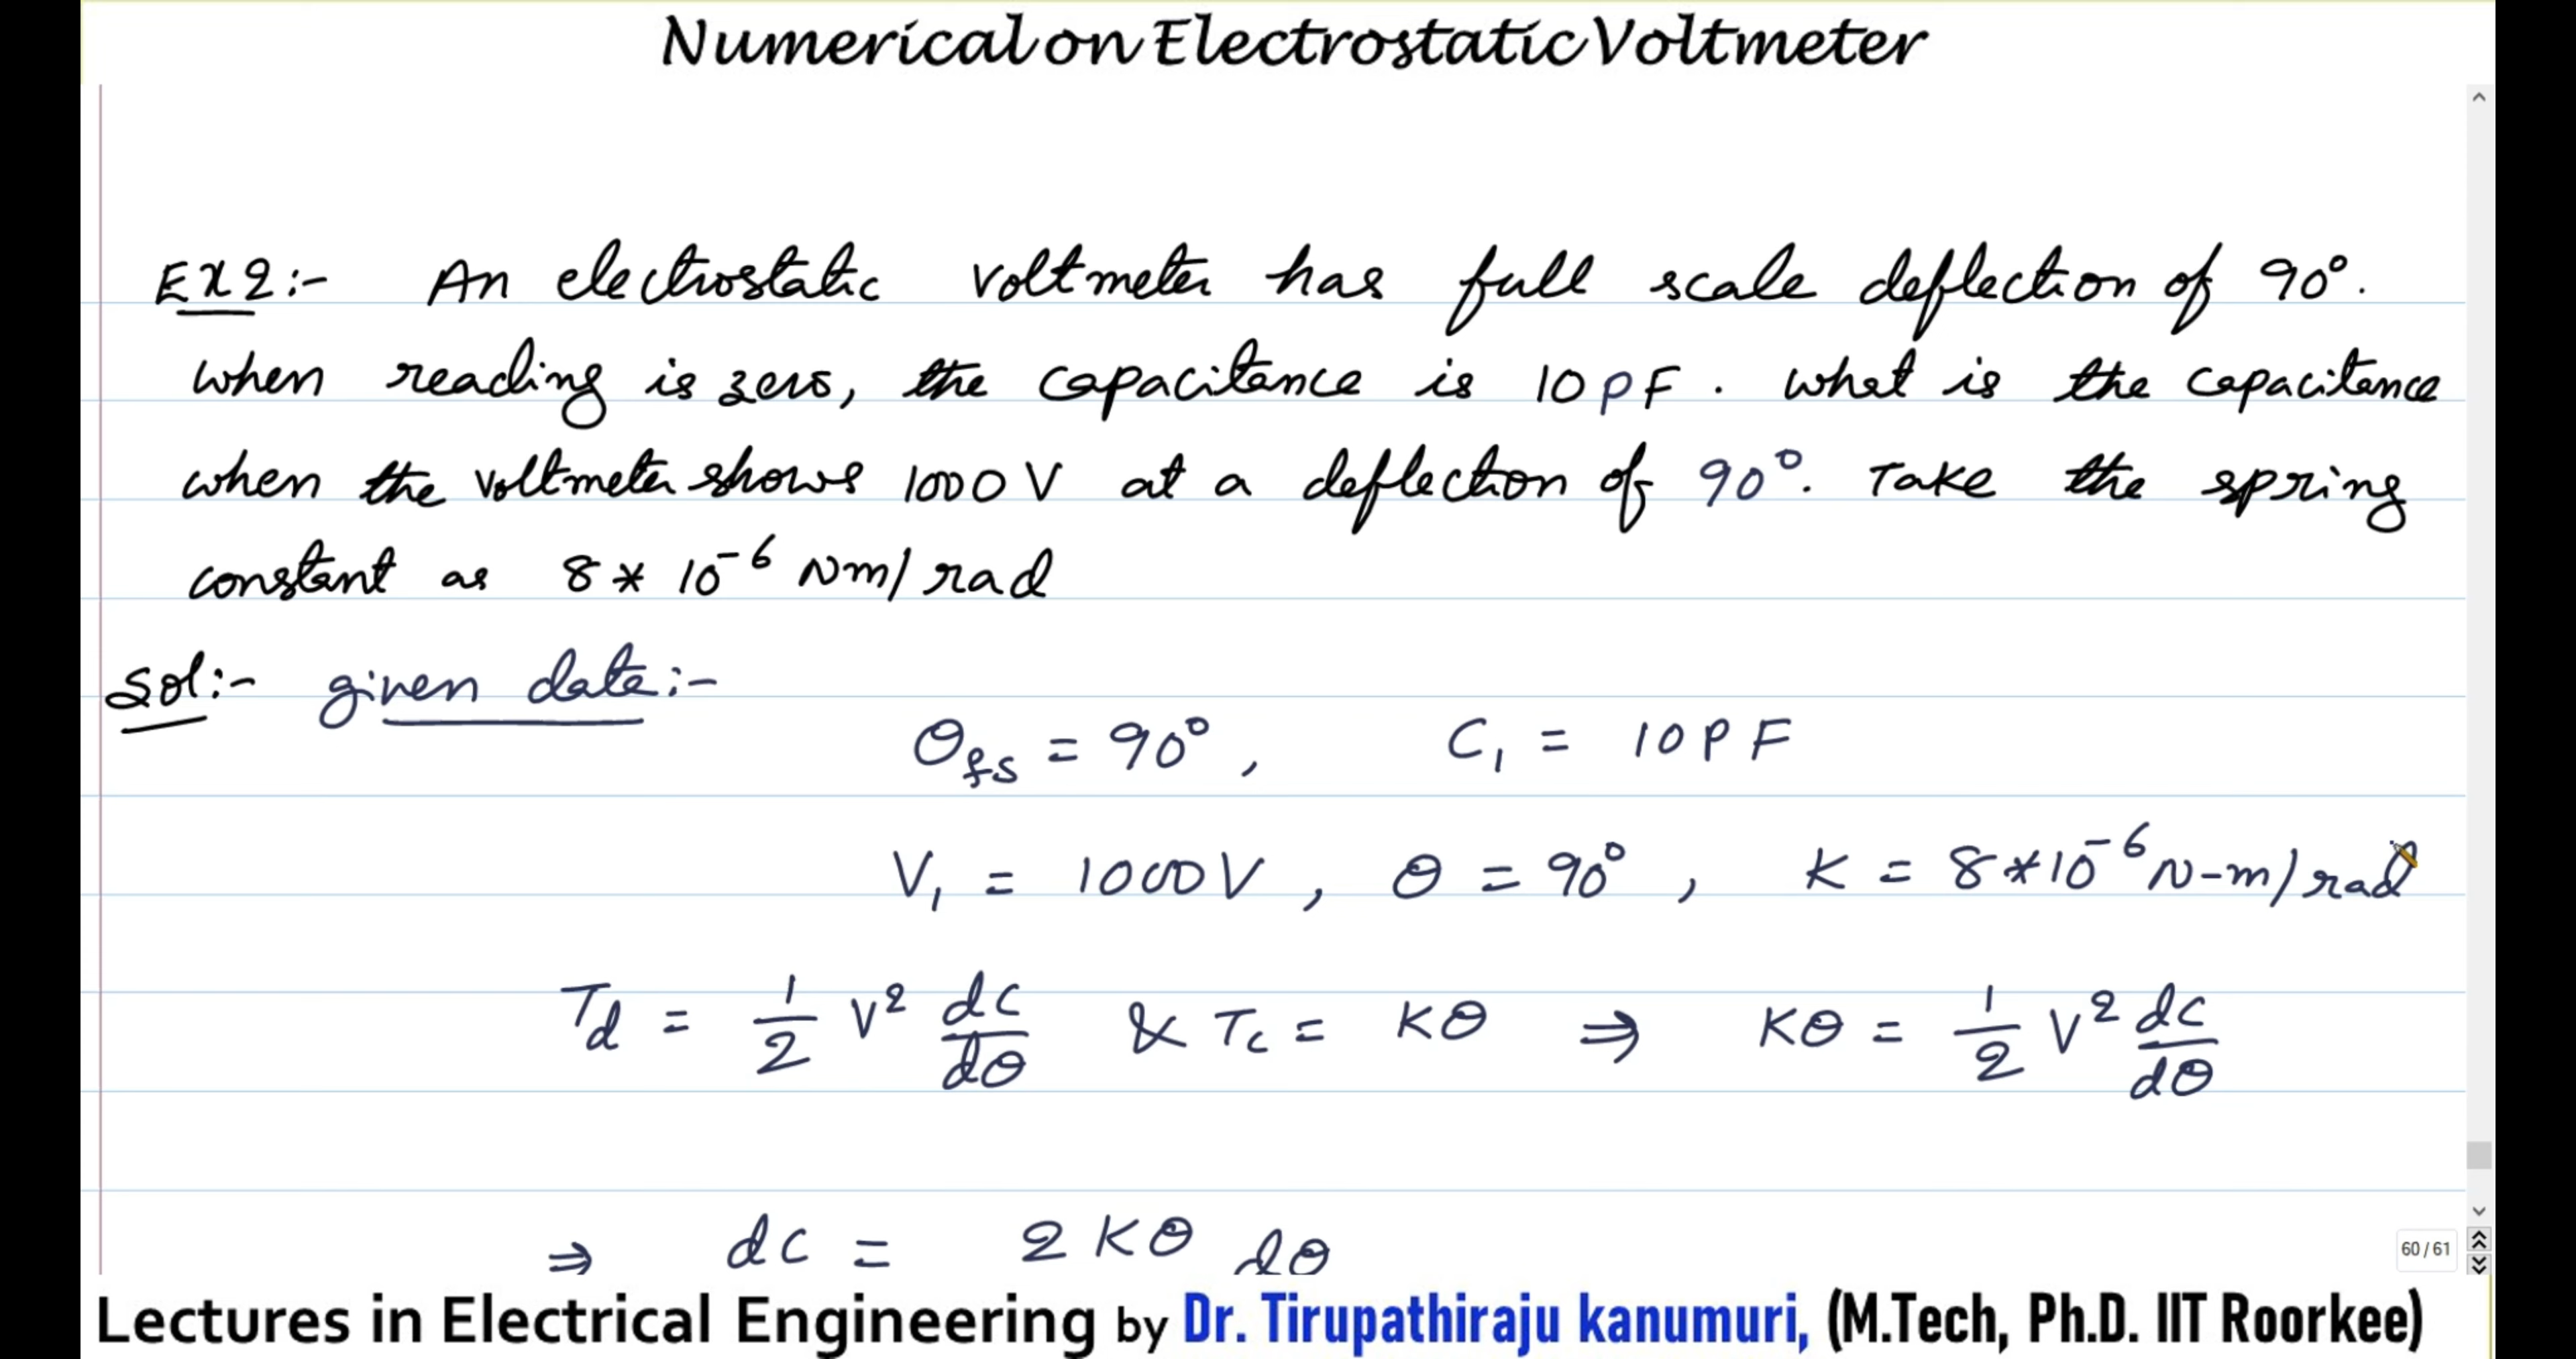 Numerical on Electrostatic Voltmeter
Ex2:- An electrostatic voltmeter has full scale deflection of 90°.
when reading is zero, the capacitance is 10pF. what is the capacitance
when the voltmeter shows 1000V at a deflection of 90°. Take the spring
constant as 8*10⁻⁶ Nm/rad
Sol:- given data:-
θfs = 90°, C₁ = 10PF
V₁ = 1000V, θ = 90°, K = 8*10⁻⁶ N-m/rad
Td = 1/2 V² dc/dθ & Tc = Kθ ⇒ Kθ = 1/2 V² dc/dθ
⇒ dc = 2Kθ dθ
60/61
Lectures in Electrical Engineering by Dr. Tirupathiraju kanumuri, (M.Tech, Ph.D. IIT Roorkee)